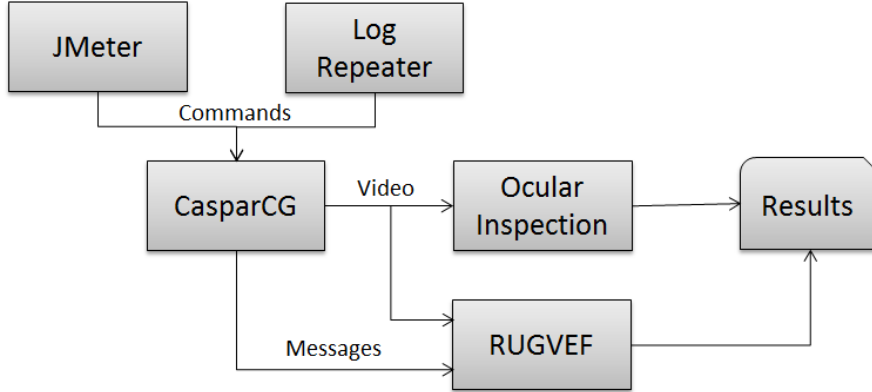 JMeter
Log
Repeater
Commands
CasparCG
Video
Ocular
Inspection
Results
Messages
RUGVEF